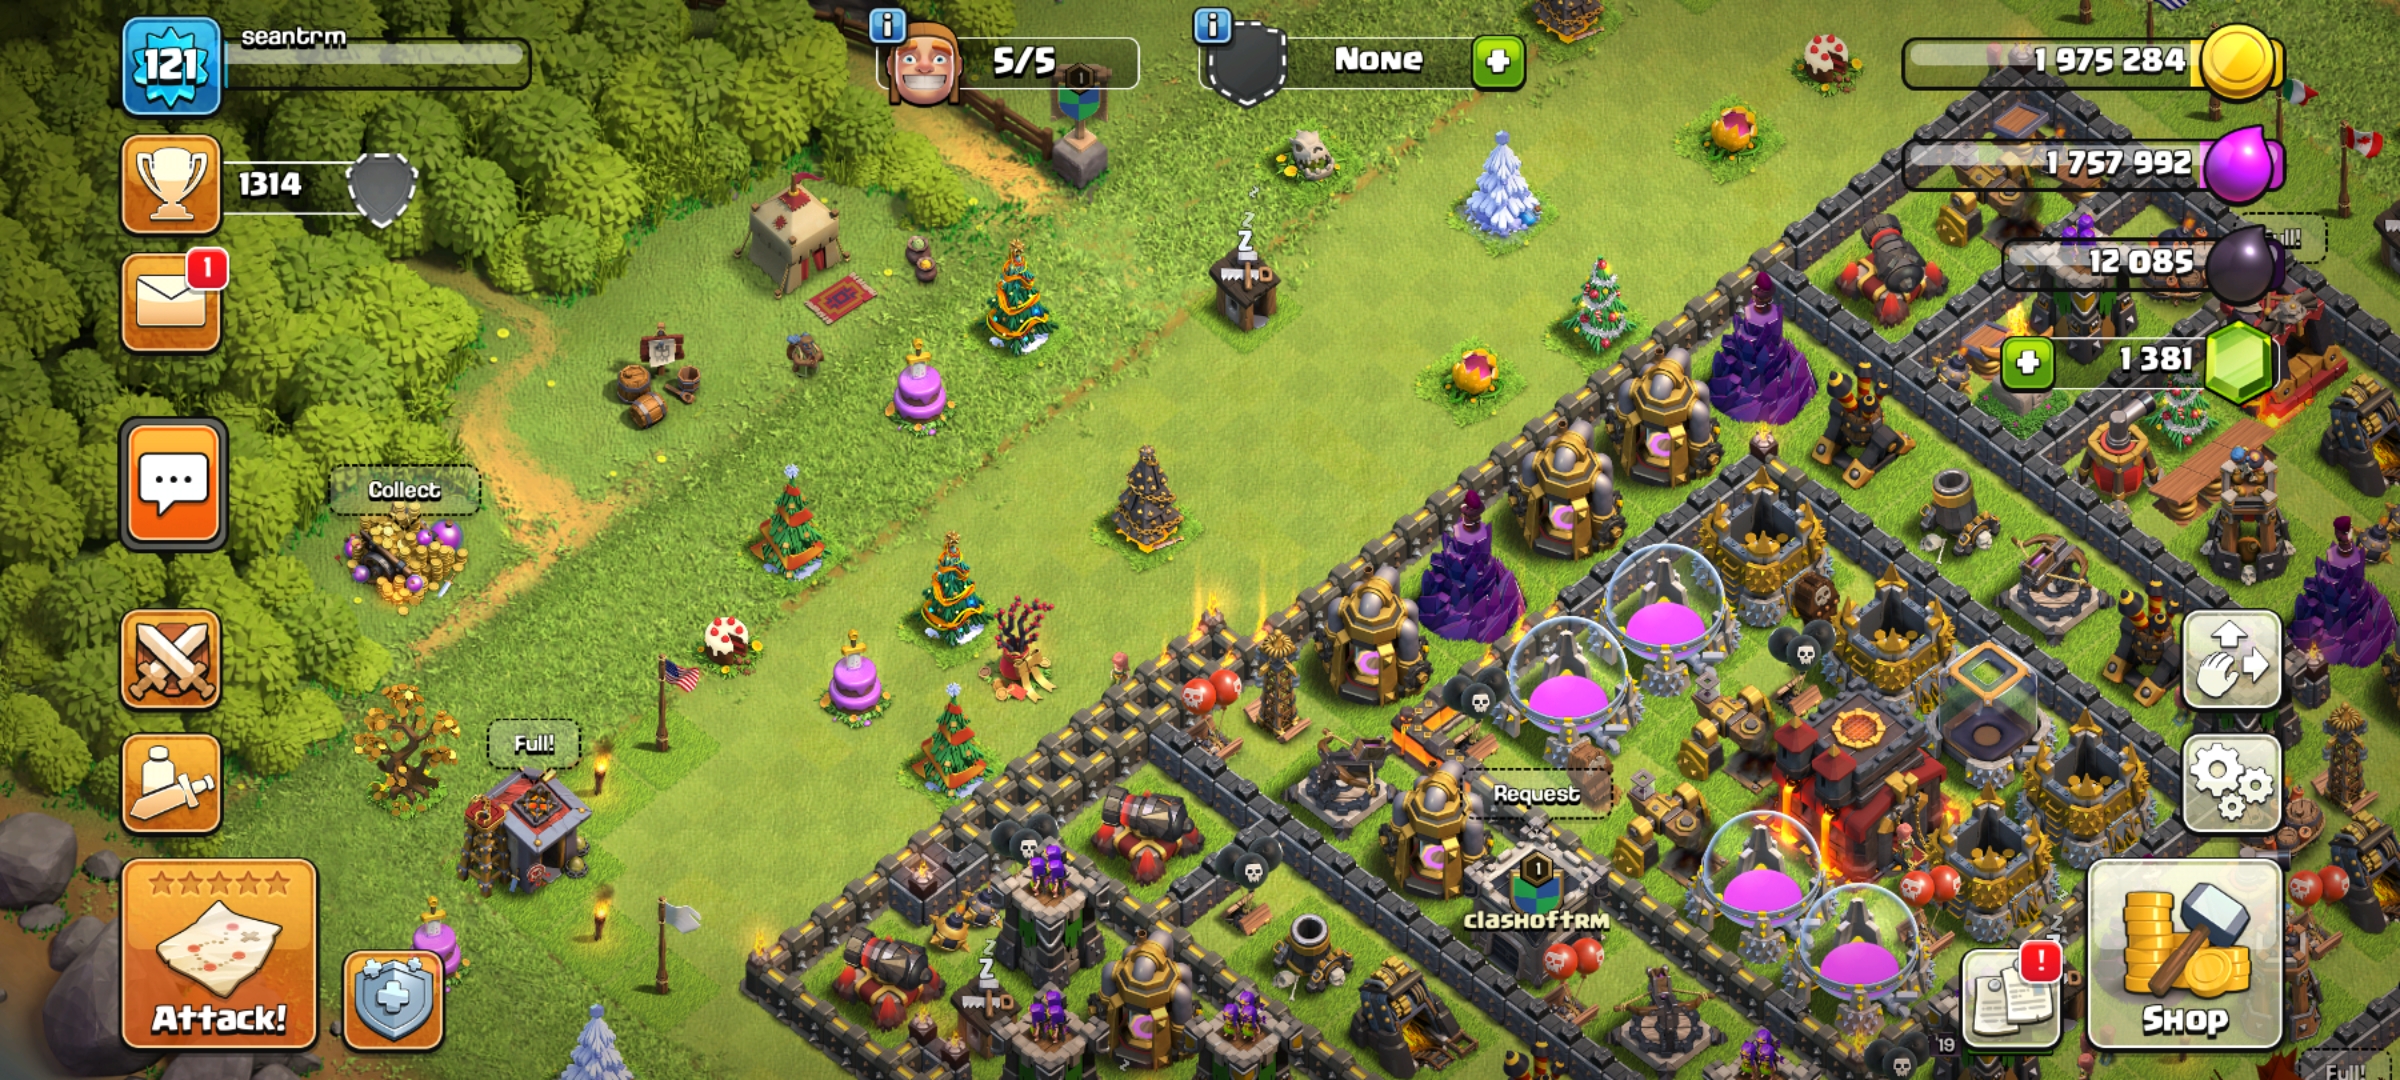 121
seantrm
5/5
None
1 975 284
1314
1 757 992
1
z
Z
12 085
1 381
Collect
Full!
Request
1
clashoftrm
Z
Attack!
19
!
Shop
Full!